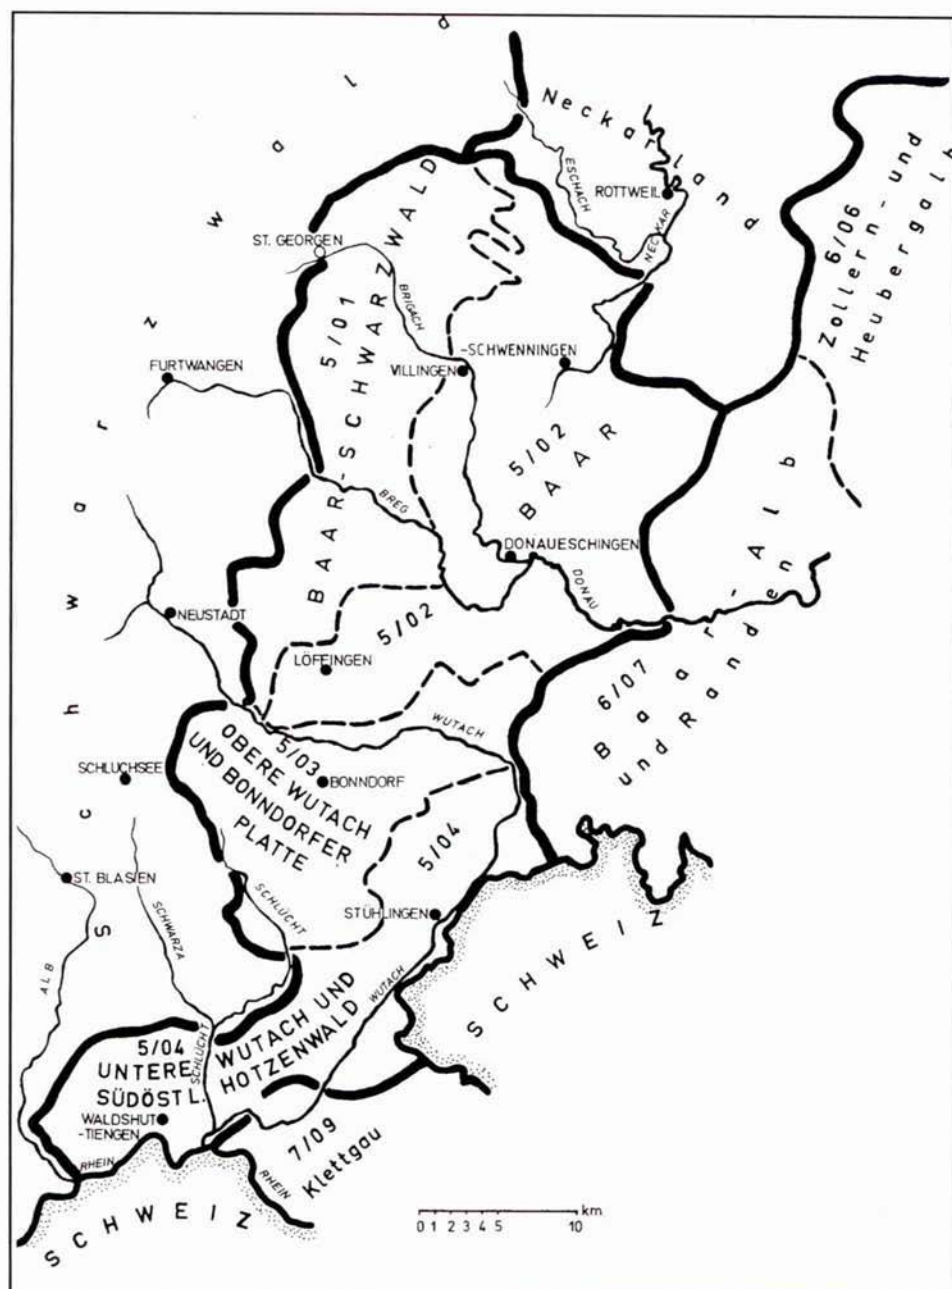 Schwarzwald
Neckarland
ESCHACH
ROTTWEIL
NECKAR
6/06
Zollern- und
Heubergalb
ST. GEORGEN
BRIGACH
5/01
BAAR-SCHWARZWALD
FURTWANGEN
VILLINGEN
-SCHWENNINGEN
5/02
BAAR
BREG
DONAUESCHINGEN
DONAU
NEUSTADT
5/02
LÖFFINGEN
6/07
Baar-Alb
und Randen
WUTACH
5/03
OBERE WUTACH
UND BONNDORFER
PLATTE
BONNDORF
SCHLUCHSEE
5/04
ST. BLASIEN
SCHLÜCHT
STÜHLINGEN
SCHWARZA
ALB
WUTACH
SCHWEIZ
5/04
UNTERE WUTACH UND
SÜDÖSTL. HOTZENWALD
SCHLÜCHT
WALDSHUT
-TIENGEN
7/09
Klettgau
RHEIN
RHEIN
SCHWEIZ
km
0 1 2 3 4 5 10